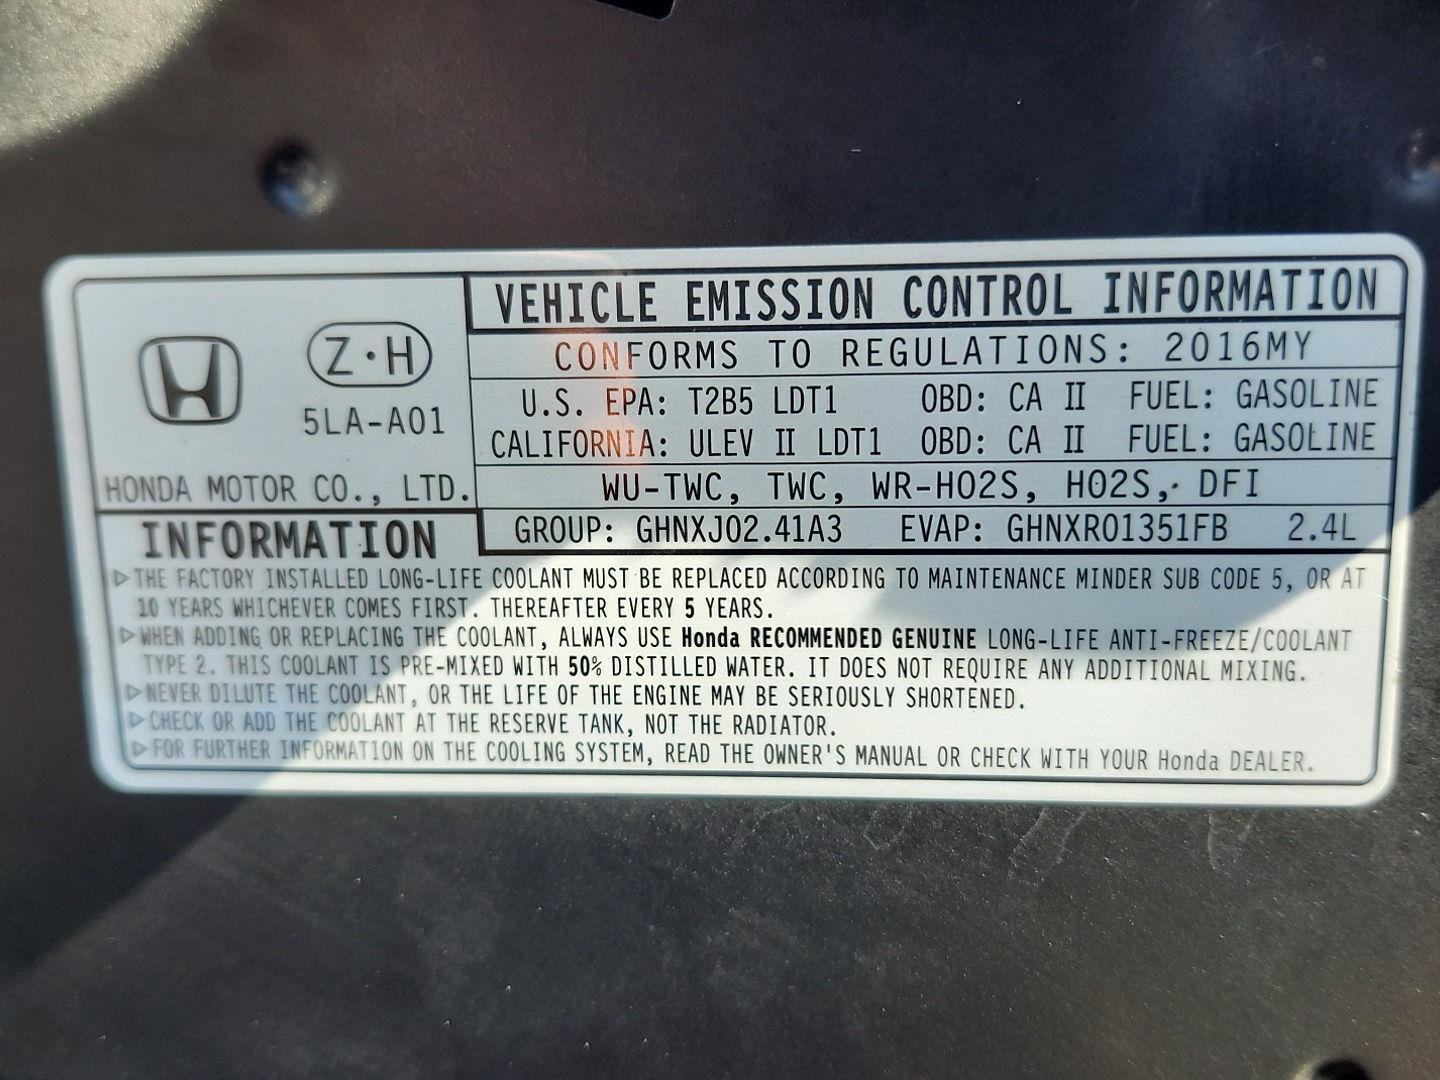 VEHICLE EMISSION CONTROL INFORMATION
Z·H
5LA-A01
HONDA MOTOR CO., LTD.
CONFORMS TO REGULATIONS: 2016MY
U.S. EPA: T2B5 LDT1 OBD: CA II FUEL: GASOLINE
CALIFORNIA: ULEV II LDT1 OBD: CA II FUEL: GASOLINE
WU-TWC, TWC, WR-HO2S, HO2S, DFI
GROUP: GHNXJ02.41A3 EVAP: GHNXR01351FB 2.4L
INFORMATION
▷THE FACTORY INSTALLED LONG-LIFE COOLANT MUST BE REPLACED ACCORDING TO MAINTENANCE MINDER SUB CODE 5, OR AT
10 YEARS WHICHEVER COMES FIRST. THEREAFTER EVERY 5 YEARS.
▷WHEN ADDING OR REPLACING THE COOLANT, ALWAYS USE Honda RECOMMENDED GENUINE LONG-LIFE ANTI-FREEZE/COOLANT
TYPE 2. THIS COOLANT IS PRE-MIXED WITH 50% DISTILLED WATER. IT DOES NOT REQUIRE ANY ADDITIONAL MIXING.
▷NEVER DILUTE THE COOLANT, OR THE LIFE OF THE ENGINE MAY BE SERIOUSLY SHORTENED.
▷CHECK OR ADD THE COOLANT AT THE RESERVE TANK, NOT THE RADIATOR.
▷FOR FURTHER INFORMATION ON THE COOLING SYSTEM, READ THE OWNER'S MANUAL OR CHECK WITH YOUR Honda DEALER.